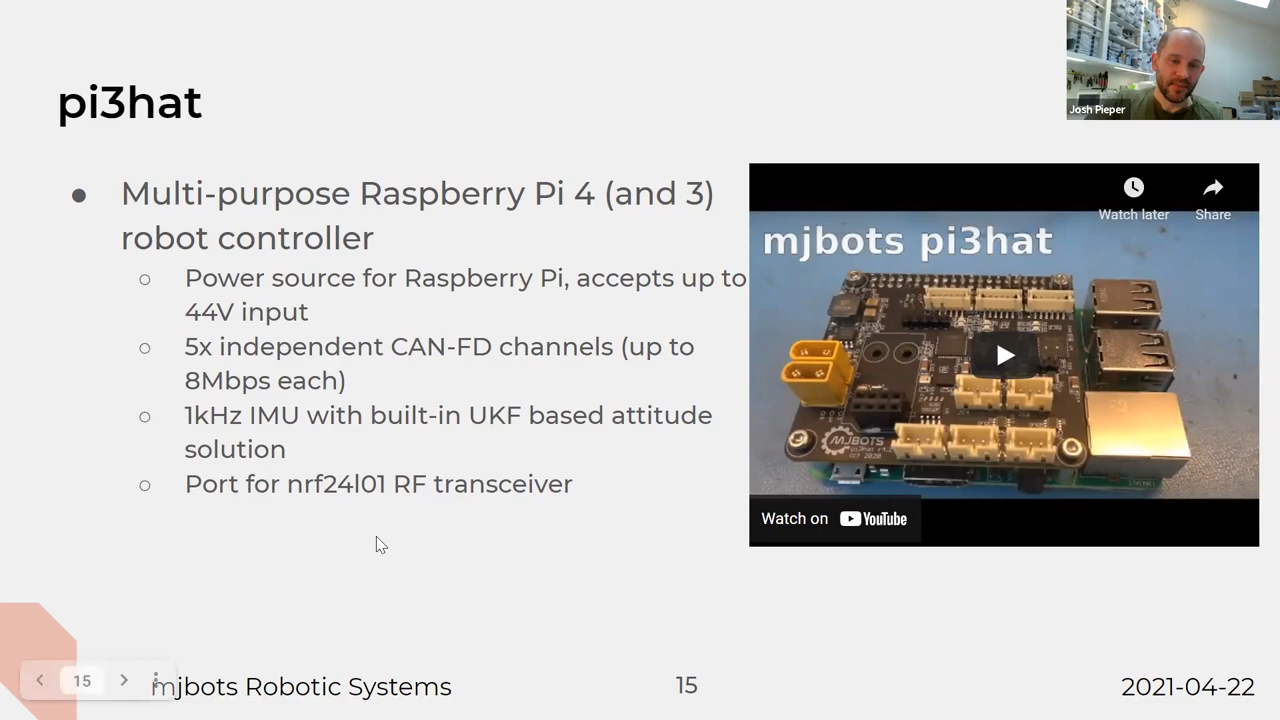 pi3hat
Josh Pieper
● Multi-purpose Raspberry Pi 4 (and 3)
robot controller
○ Power source for Raspberry Pi, accepts up to
44V input
○ 5x independent CAN-FD channels (up to
8Mbps each)
○ 1kHz IMU with built-in UKF based attitude
solution
○ Port for nrf24l01 RF transceiver
Watch later
Share
mjbots pi3hat
MJBOTS
Watch on YouTube
15
mjbots Robotic Systems
15
2021-04-22